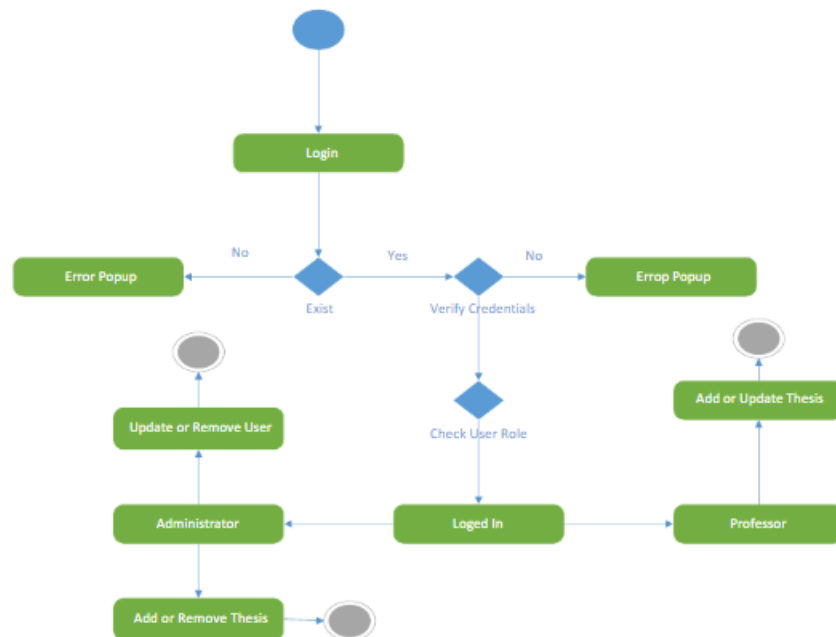 Login
No
Yes
No
Error Popup
Errop Popup
Exist
Verify Credentials
Add or Update Thesis
Update or Remove User
Check User Role
Administrator
Loged In
Professor
Add or Remove Thesis